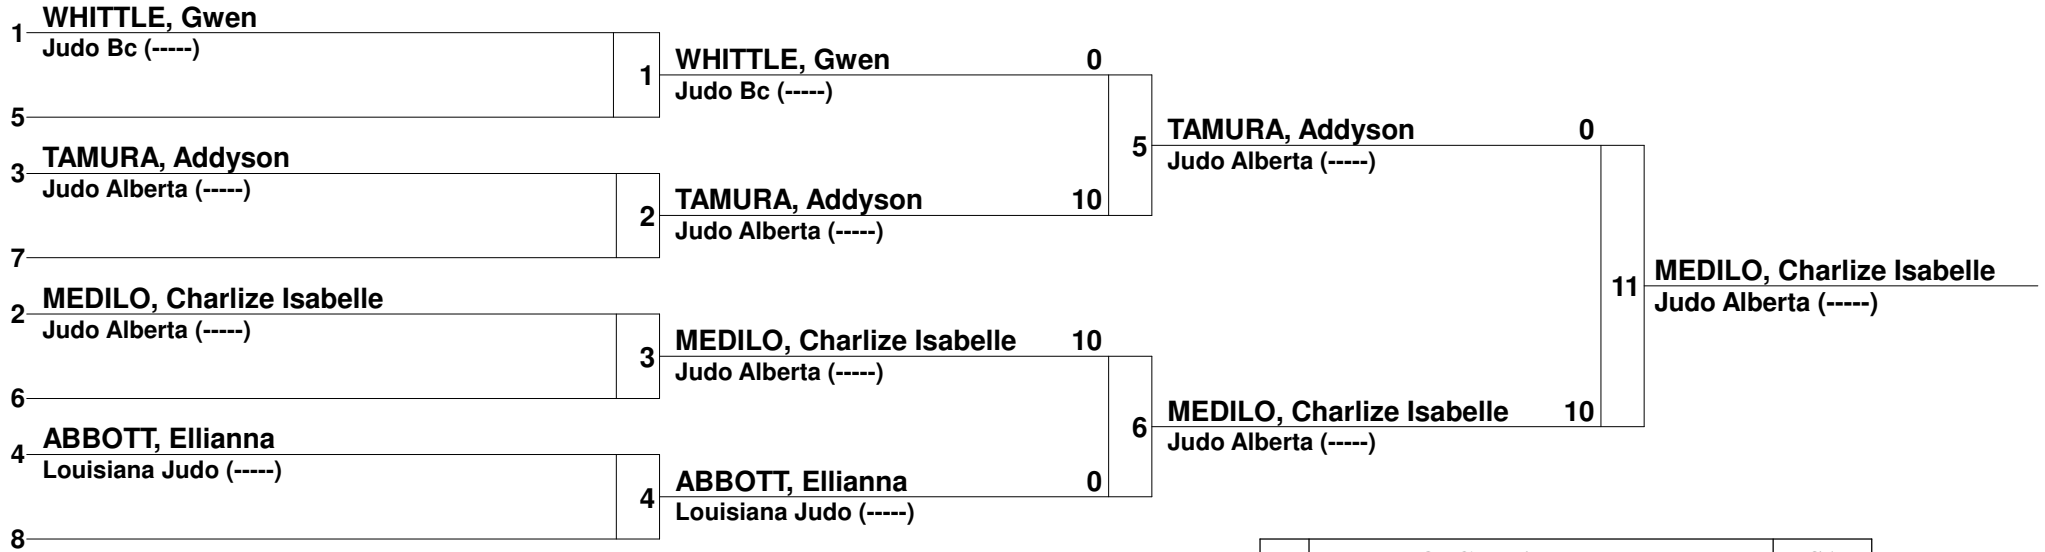 WHITTLE, Gwen
1
Judo Bc (-----)
5
TAMURA, Addyson
3
Judo Alberta (-----)
7
MEDILO, Charlize Isabelle
2
Judo Alberta (-----)
6
ABBOTT, Ellianna
4
Louisiana Judo (-----)
8
1
WHITTLE, Gwen 0
Judo Bc (-----)
2
TAMURA, Addyson 10
Judo Alberta (-----)
3
MEDILO, Charlize Isabelle 10
Judo Alberta (-----)
4
ABBOTT, Ellianna 0
Louisiana Judo (-----)
5
TAMURA, Addyson 0
Judo Alberta (-----)
6
MEDILO, Charlize Isabelle 10
Judo Alberta (-----)
11
MEDILO, Charlize Isabelle
Judo Alberta (-----)